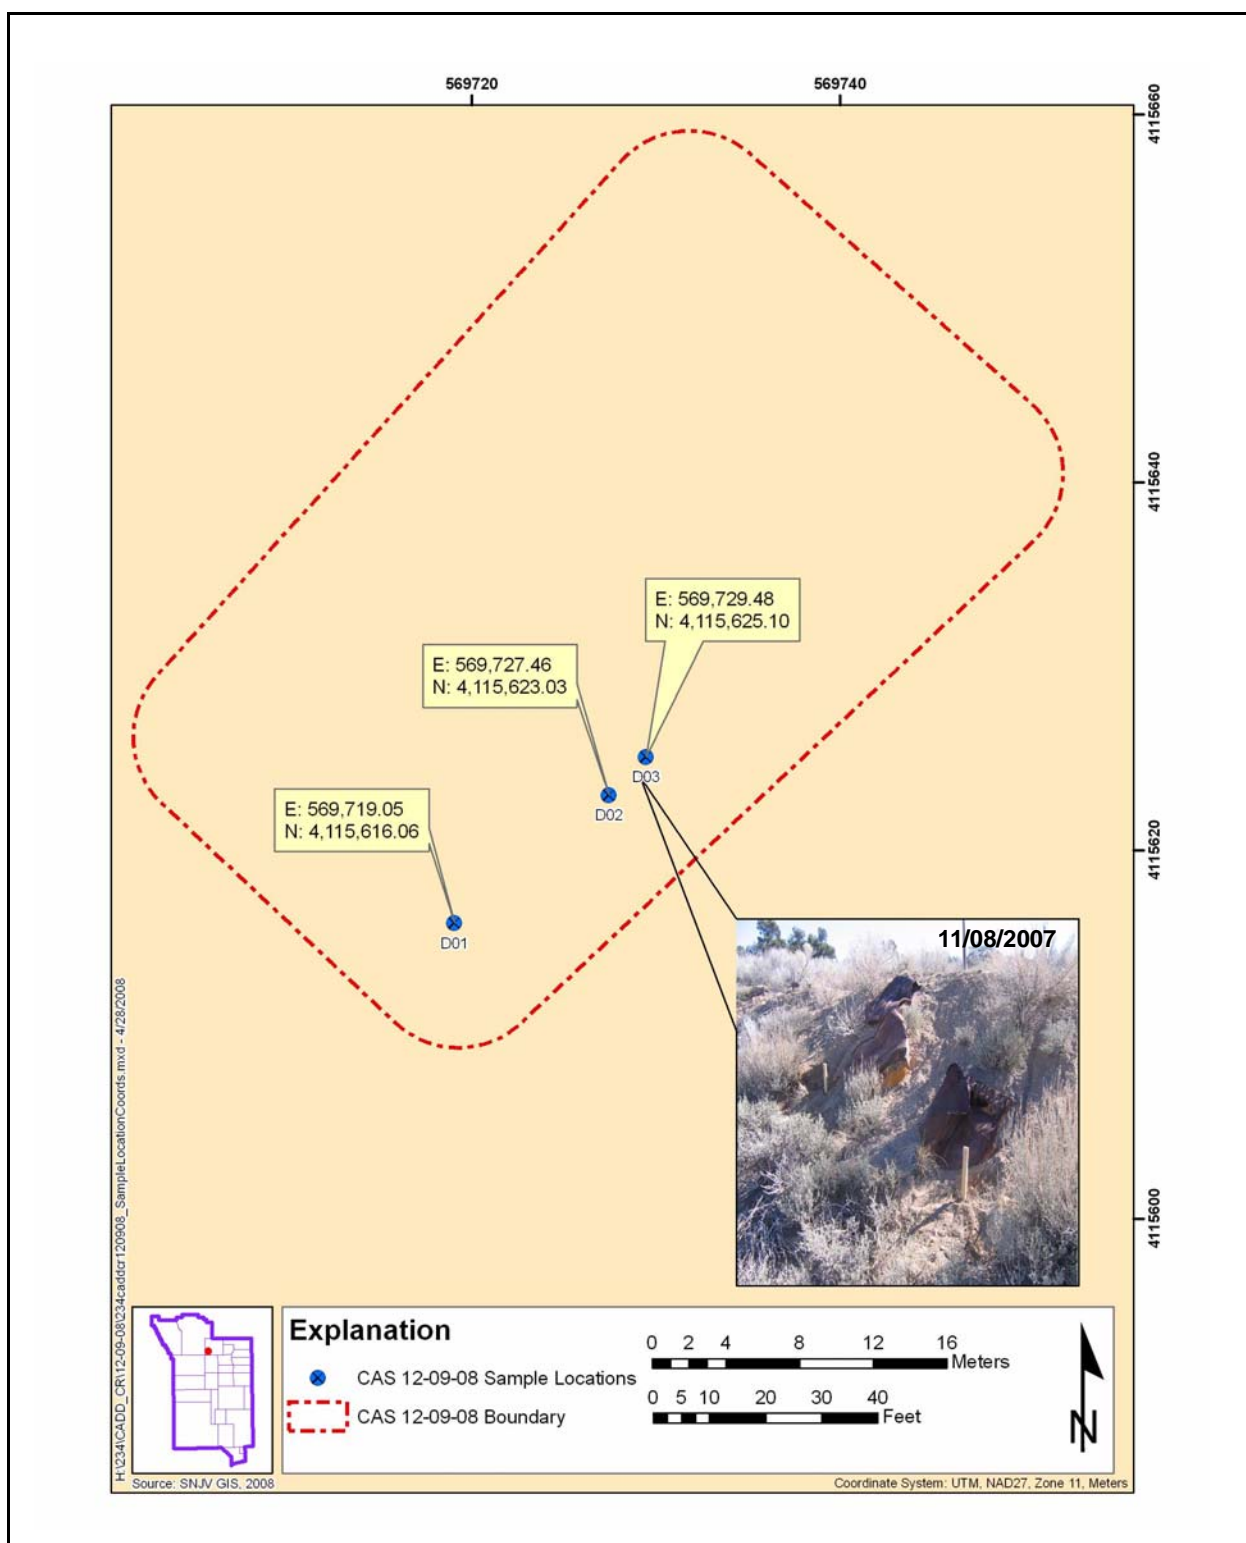 569720
569740
4115660
4115640
E: 569,729.48
N: 4,115,625.10
E: 569,727.46
N: 4,115,623.03
D03
D02
E: 569,719.05
N: 4,115,616.06
4115620
D01
11/08/2007
4115600
H:\234\CADD_CR\12-09-08\234caddcr120908_SampleLocationCoords.mxd - 4/28/2008
Explanation
CAS 12-09-08 Sample Locations
CAS 12-09-08 Boundary
0 2 4 8 12 16
Meters
0 5 10 20 30 40
Feet
N
Source: SNJV GIS, 2008
Coordinate System: UTM, NAD27, Zone 11, Meters